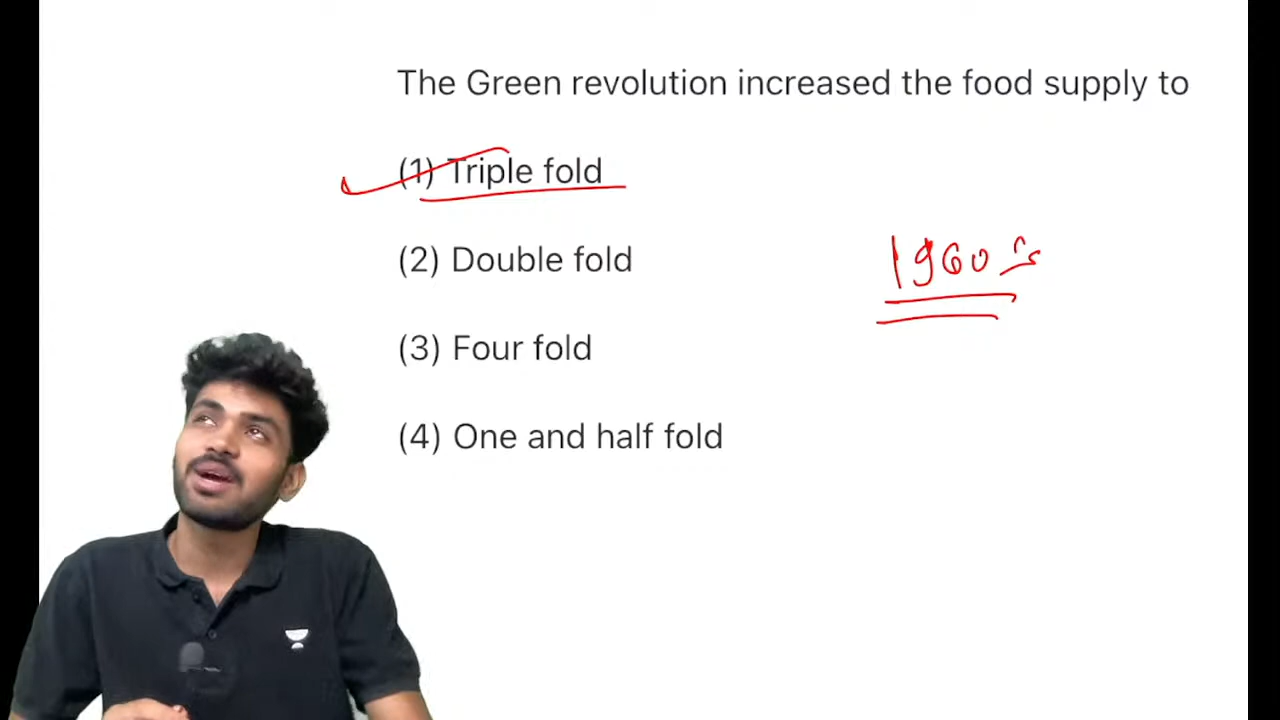 The Green revolution increased the food supply to
(1) Triple fold
(2) Double fold
1960's
(3) Four fold
(4) One and half fold